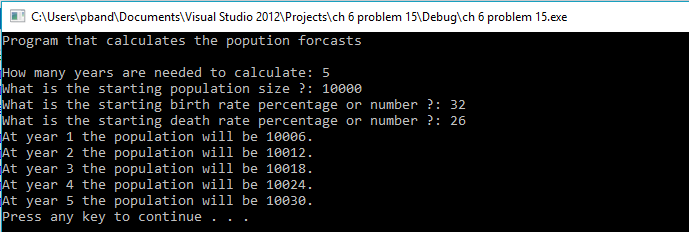 C:\Users\pband\Documents\Visual Studio 2012\Projects\ch 6 problem 15\Debug\ch 6 problem 15.exe
Program that calculates the popution forcasts
How many years are needed to calculate: 5
What is the starting population size ?: 10000
What is the starting birth rate percentage or number ?: 32
What is the starting death rate percentage or number ?: 26
At year 1 the population will be 10006.
At year 2 the population will be 10012.
At year 3 the population will be 10018.
At year 4 the population will be 10024.
At year 5 the population will be 10030.
Press any key to continue . . .